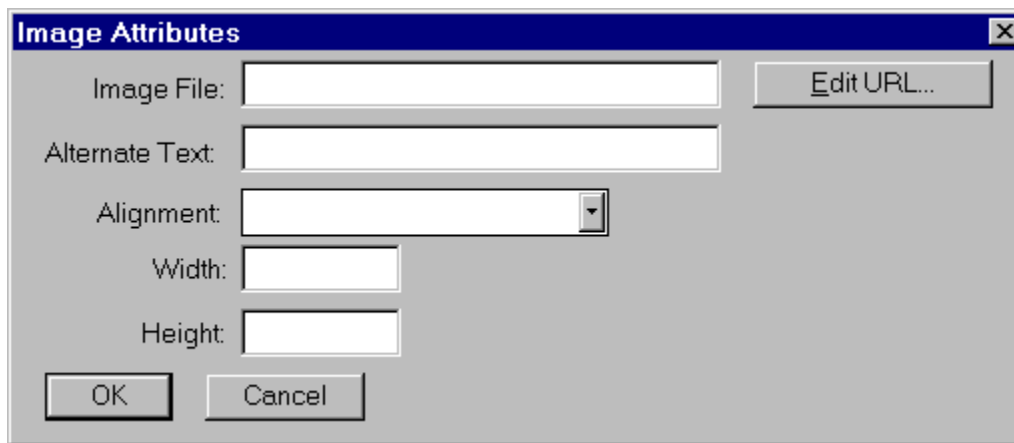 Image Attributes
Image File:
Edit URL...
Alternate Text:
Alignment:
Width:
Height:
OK Cancel